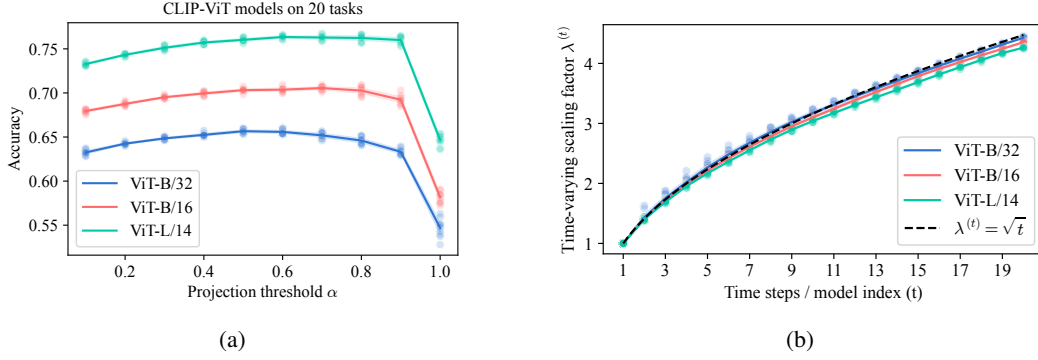 CLIP-ViT models on 20 tasks
Accuracy
0.75
0.70
0.65
0.60
0.55
ViT-B/32
ViT-B/16
ViT-L/14
0.2 0.4 0.6 0.8 1.0
Projection threshold α
(a)
Time-varying scaling factor λ^(t)
4
3
2
1
ViT-B/32
ViT-B/16
ViT-L/14
λ^(t) = √t
1 3 5 7 9 11 13 15 17 19
Time steps / model index (t)
(b)